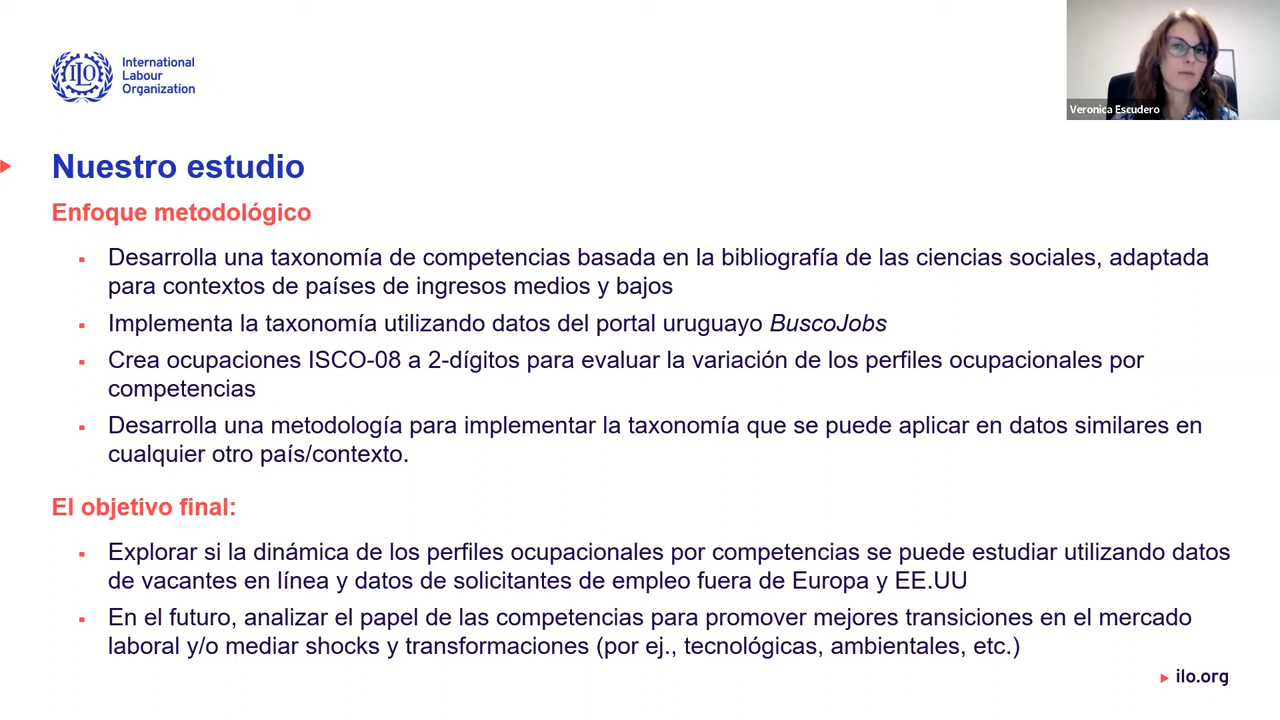 ILO
International
Labour
Organization
Veronica Escudero
Nuestro estudio
Enfoque metodológico
Desarrolla una taxonomía de competencias basada en la bibliografía de las ciencias sociales, adaptada
para contextos de países de ingresos medios y bajos
Implementa la taxonomía utilizando datos del portal uruguayo BuscoJobs
Crea ocupaciones ISCO-08 a 2-dígitos para evaluar la variación de los perfiles ocupacionales por
competencias
Desarrolla una metodología para implementar la taxonomía que se puede aplicar en datos similares en
cualquier otro país/contexto.
El objetivo final:
Explorar si la dinámica de los perfiles ocupacionales por competencias se puede estudiar utilizando datos
de vacantes en línea y datos de solicitantes de empleo fuera de Europa y EE.UU
En el futuro, analizar el papel de las competencias para promover mejores transiciones en el mercado
laboral y/o mediar shocks y transformaciones (por ej., tecnológicas, ambientales, etc.)
ilo.org